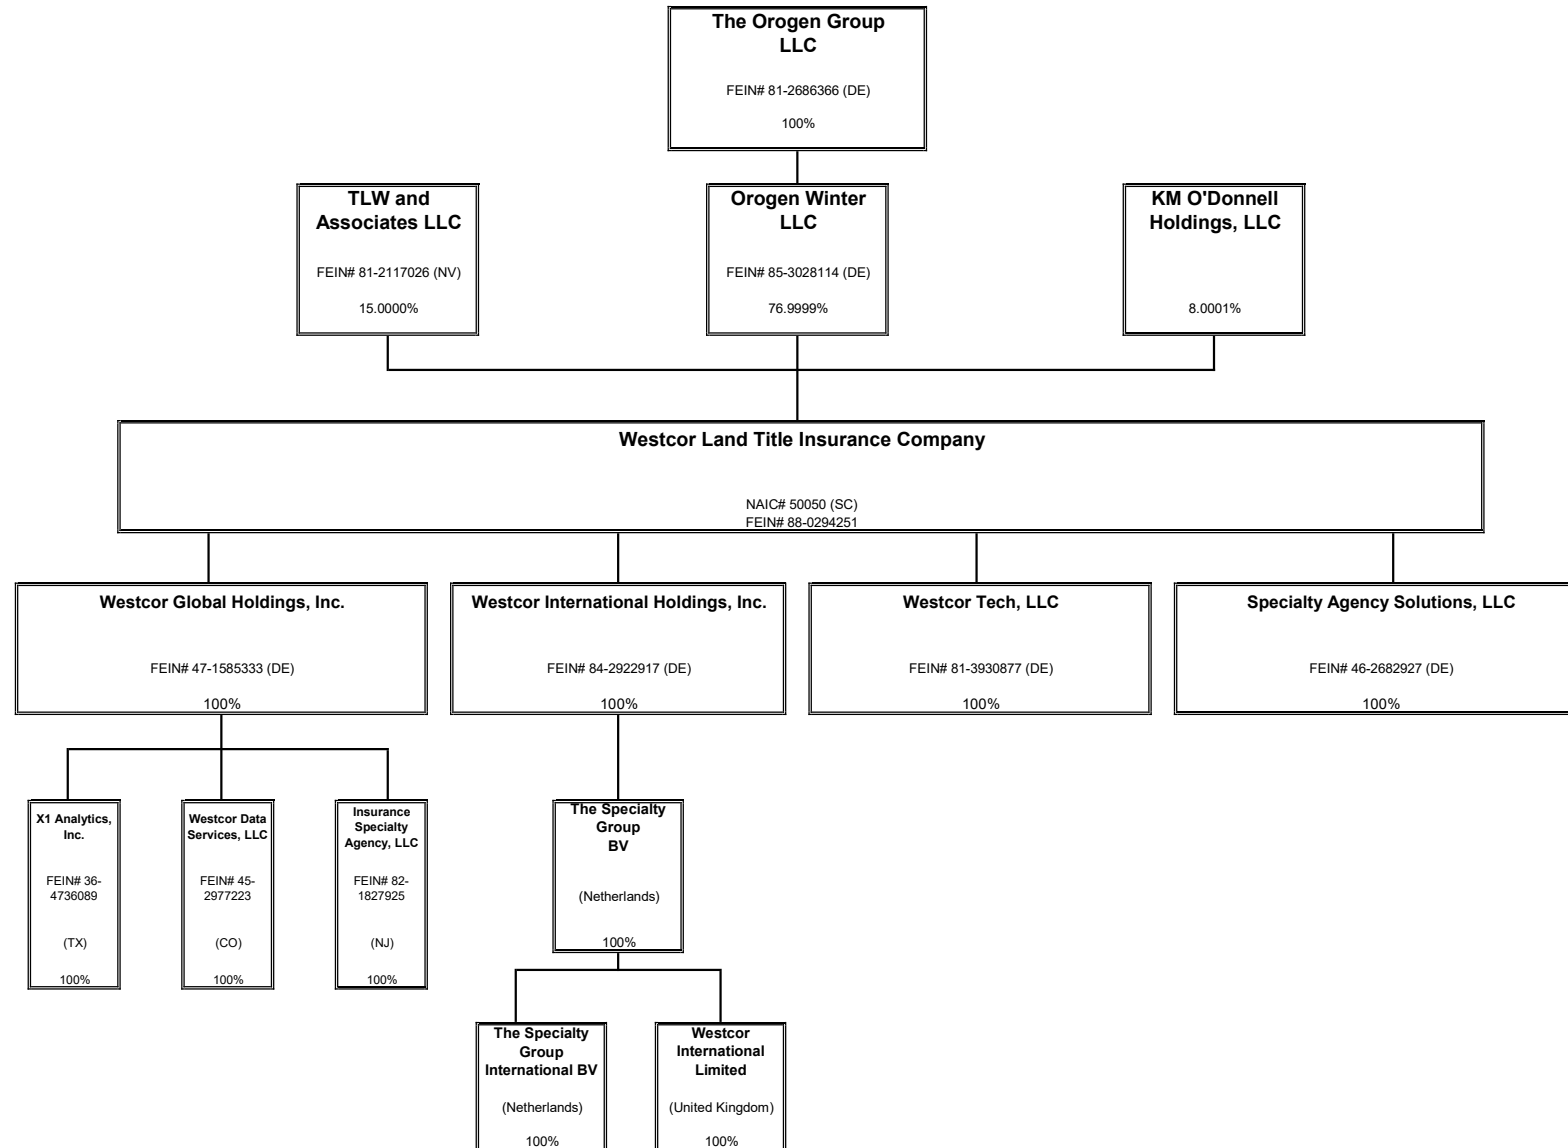 The Orogen Group
LLC
FEIN# 81-2686366 (DE)
100%
TLW and
Associates LLC
FEIN# 81-2117026 (NV)
15.0000%
Orogen Winter
LLC
FEIN# 85-3028114 (DE)
76.9999%
KM O'Donnell
Holdings, LLC
8.0001%
Westcor Land Title Insurance Company
NAIC# 50050 (SC)
FEIN# 88-0294251
Westcor Global Holdings, Inc.
FEIN# 47-1585333 (DE)
100%
Westcor International Holdings, Inc.
FEIN# 84-2922917 (DE)
100%
Westcor Tech, LLC
FEIN# 81-3930877 (DE)
100%
Specialty Agency Solutions, LLC
FEIN# 46-2682927 (DE)
100%
X1 Analytics,
Inc.
FEIN# 36-
4736089
(TX)
100%
Westcor Data
Services, LLC
FEIN# 45-
2977223
(CO)
100%
Insurance
Specialty
Agency, LLC
FEIN# 82-
1827925
(NJ)
100%
The Specialty
Group
BV
(Netherlands)
100%
The Specialty
Group
International BV
(Netherlands)
100%
Westcor
International
Limited
(United Kingdom)
100%